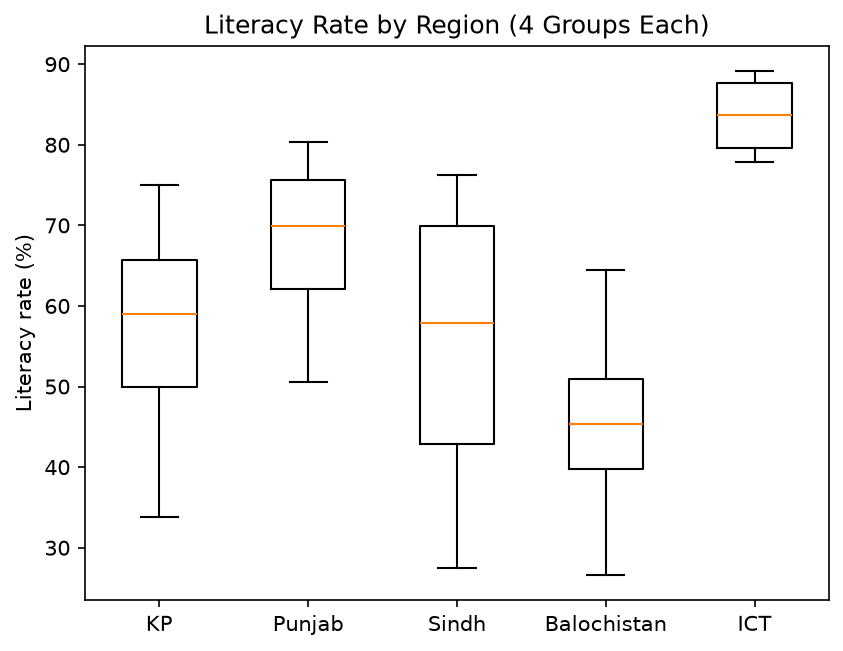 Literacy Rate by Region (4 Groups Each)
Literacy rate (%)
90
80
70
60
50
40
30
KP Punjab Sindh Balochistan ICT